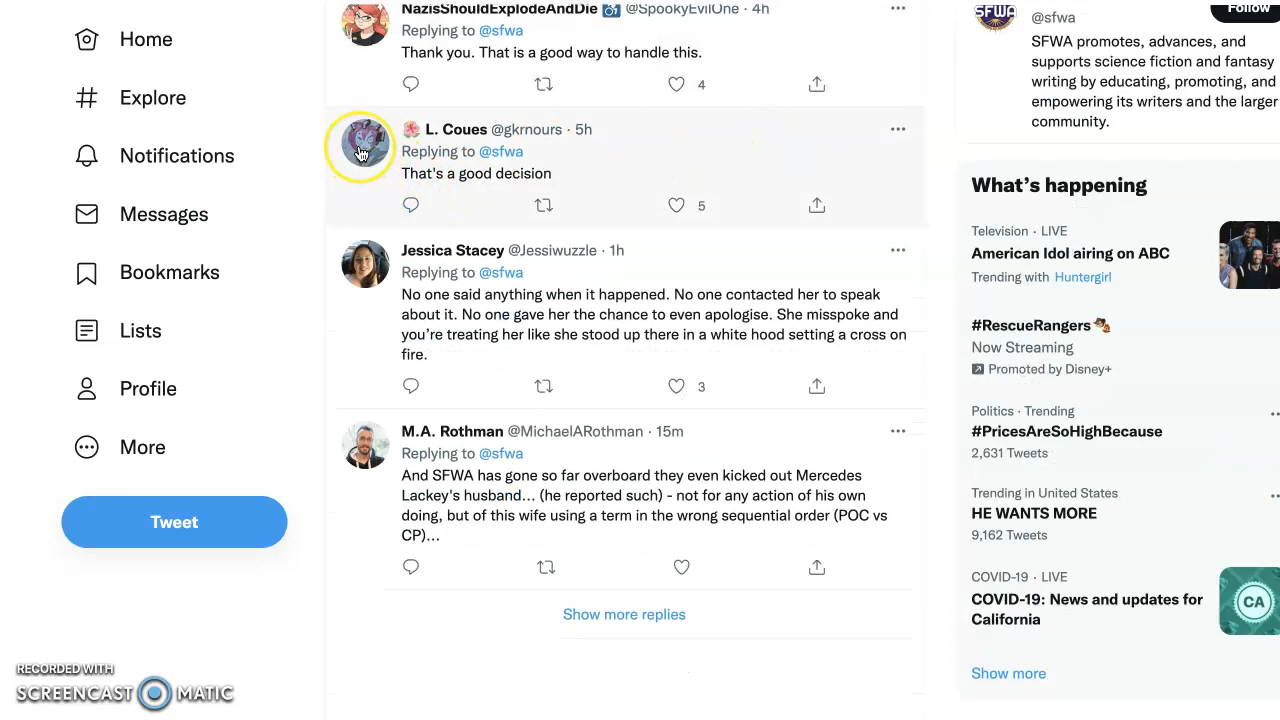 Home
Explore
Notifications
Messages
Bookmarks
Lists
Profile
More
Tweet
NazisShouldExplodeAndDie ♿ @SpookyEvilOne · 4h
Replying to @sfwa
Thank you. That is a good way to handle this.
4
🌺 L. Coues @gkrnours · 5h
Replying to @sfwa
That's a good decision
5
Jessica Stacey @Jessiwuzzle · 1h
Replying to @sfwa
No one said anything when it happened. No one contacted her to speak
about it. No one gave her the chance to even apologise. She misspoke and
you're treating her like she stood up there in a white hood setting a cross on
fire.
3
M.A. Rothman @MichaelARothman · 15m
Replying to @sfwa
And SFWA has gone so far overboard they even kicked out Mercedes
Lackey's husband... (he reported such) - not for any action of his own
doing, but of this wife using a term in the wrong sequential order (POC vs
CP)...
Show more replies
SFWA
@sfwa
Follow
SFWA promotes, advances, and
supports science fiction and fantasy
writing by educating, promoting, and
empowering its writers and the larger
community.
What's happening
Television · LIVE
American Idol airing on ABC
Trending with Huntergirl
#RescueRangers
Now Streaming
Promoted by Disney+
Politics · Trending
#PricesAreSoHighBecause
2,631 Tweets
Trending in United States
HE WANTS MORE
9,162 Tweets
COVID-19 · LIVE
COVID-19: News and updates for
California
CA
Show more
RECORDED WITH
SCREENCAST MATIC